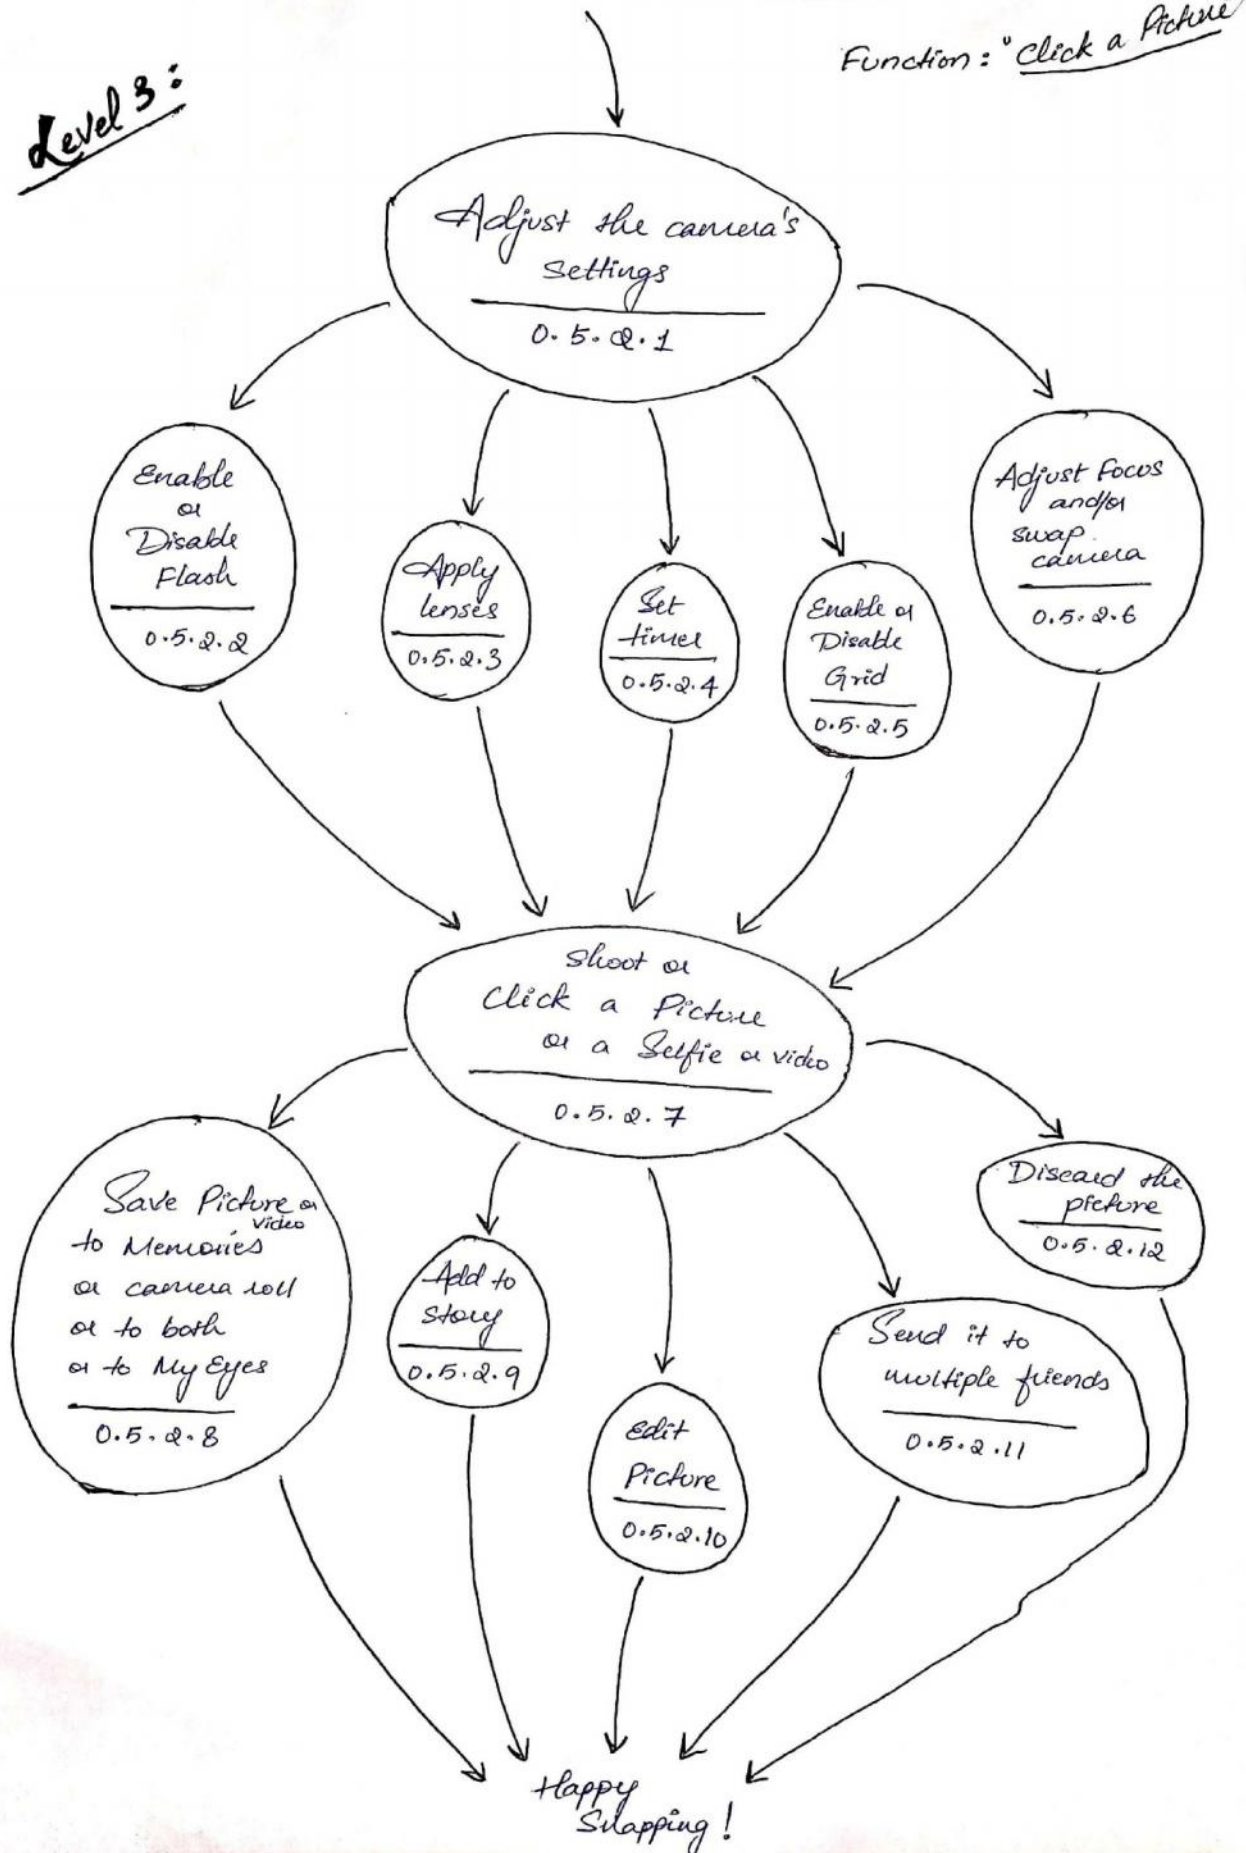 Function: "Click a Picture
Level 3:
Adjust the camera's
settings
0.5.2.1
Enable
or
Disable
Flash
0.5.2.2
Apply
lenses
0.5.2.3
Set
timer
0.5.2.4
Enable or
Disable
Grid
0.5.2.5
Adjust Focus
and/or
swap
camera
0.5.2.6
Shoot or
Click a Picture
or a Selfie or video
0.5.2.7
Save Picture or
video
to Memories
or camera roll
or to both
or to My Eyes
0.5.2.8
Add to
story
0.5.2.9
Edit
Picture
0.5.2.10
Send it to
multiple friends
0.5.2.11
Discard the
picture
0.5.2.12
Happy
Snapping!